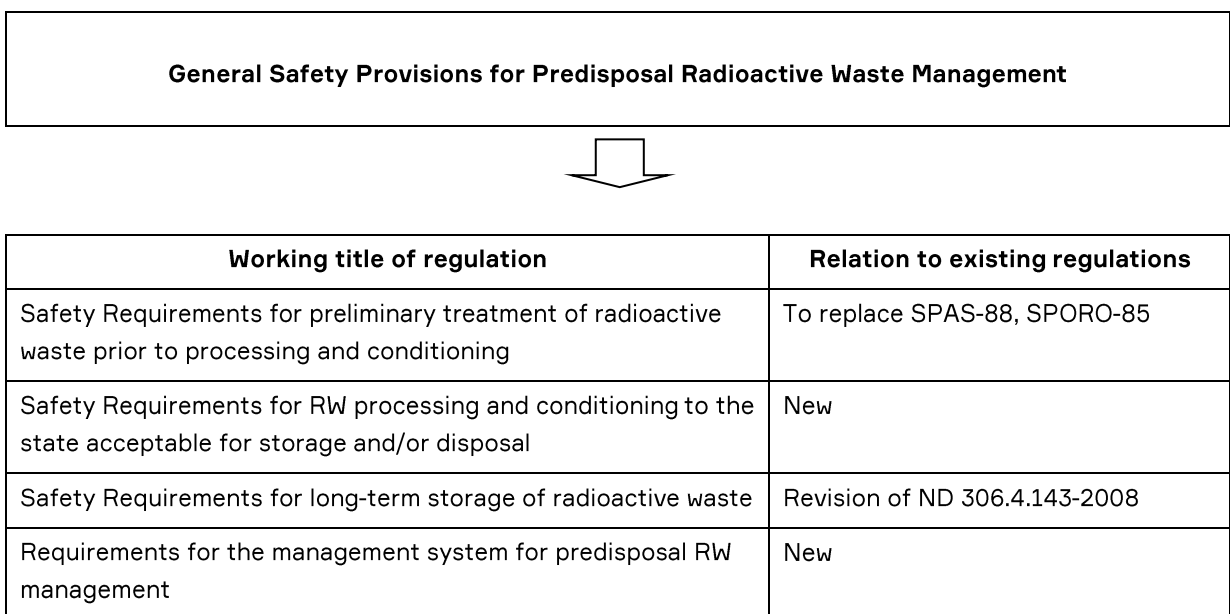 General Safety Provisions for Predisposal Radioactive Waste Management
Working title of regulation
Relation to existing regulations
Safety Requirements for preliminary treatment of radioactive
waste prior to processing and conditioning
To replace SPAS-88, SPORO-85
Safety Requirements for RW processing and conditioning to the
state acceptable for storage and/or disposal
New
Safety Requirements for long-term storage of radioactive waste
Revision of ND 306.4.143-2008
Requirements for the management system for predisposal RW
management
New